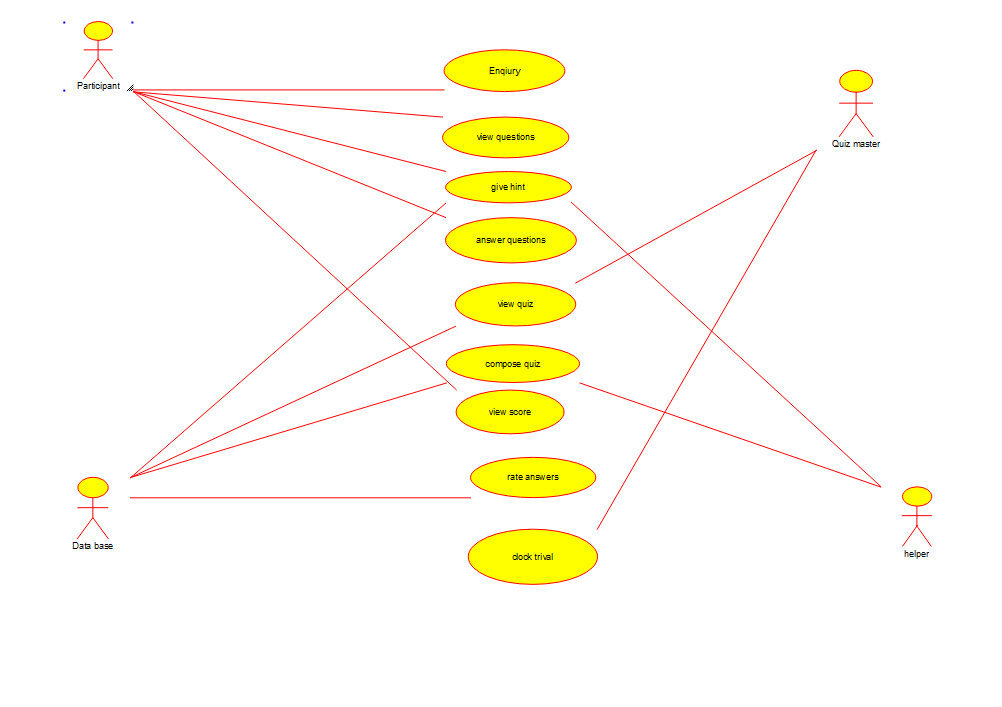 Participant
Enqiury
view questions
Quiz master
give hint
answer questions
view quiz
compose quiz
view score
rate answers
Data base
clock trival
helper